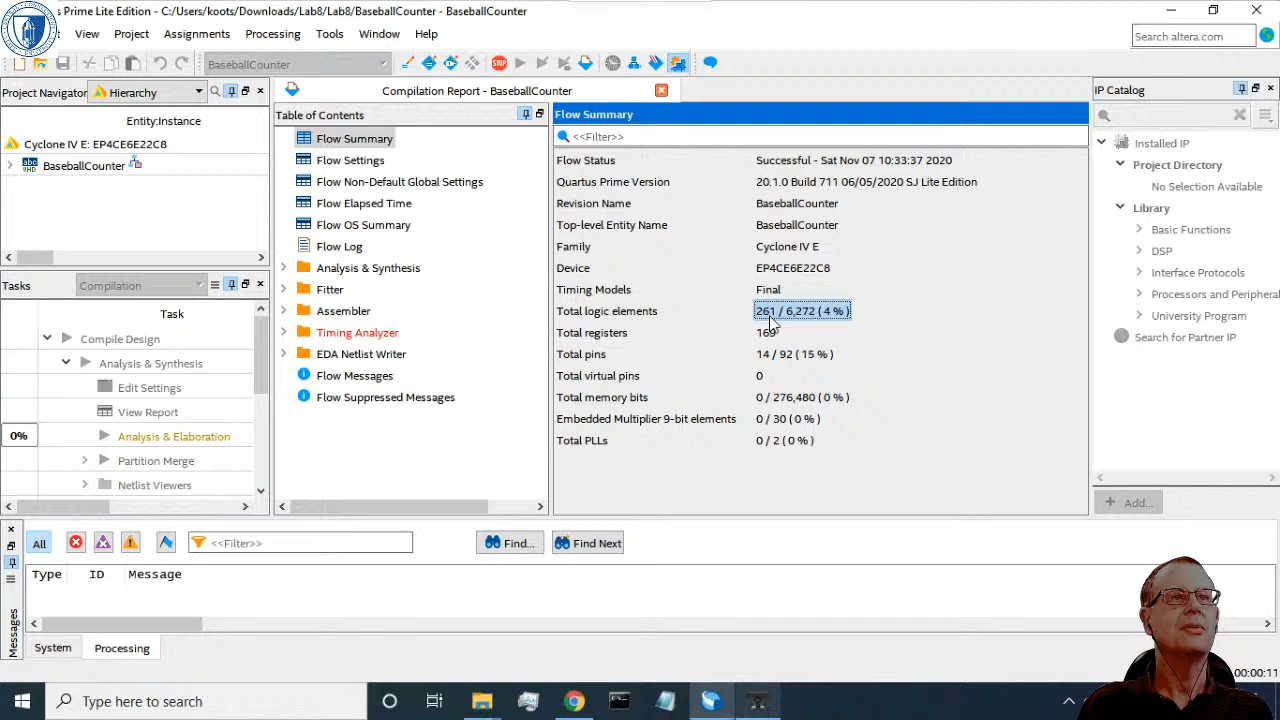 s Prime Lite Edition - C:/Users/koots/Downloads/Lab8/Lab8/BaseballCounter - BaseballCounter
View Project Assignments Processing Tools Window Help
Search altera.com
BaseballCounter
Project Navigator Hierarchy
Entity:Instance
Cyclone IV E: EP4CE6E22C8
BaseballCounter
Tasks Compilation
Task
Compile Design
Analysis & Synthesis
Edit Settings
View Report
0% Analysis & Elaboration
Partition Merge
Netlist Viewers
Compilation Report - BaseballCounter
Table of Contents
Flow Summary
Flow Settings
Flow Non-Default Global Settings
Flow Elapsed Time
Flow OS Summary
Flow Log
Analysis & Synthesis
Fitter
Assembler
Timing Analyzer
EDA Netlist Writer
Flow Messages
Flow Suppressed Messages
Flow Summary
<<Filter>>
Flow Status Successful - Sat Nov 07 10:33:37 2020
Quartus Prime Version 20.1.0 Build 711 06/05/2020 SJ Lite Edition
Revision Name BaseballCounter
Top-level Entity Name BaseballCounter
Family Cyclone IV E
Device EP4CE6E22C8
Timing Models Final
Total logic elements 261 / 6,272 ( 4 % )
Total registers 169
Total pins 14 / 92 ( 15 % )
Total virtual pins 0
Total memory bits 0 / 276,480 ( 0 % )
Embedded Multiplier 9-bit elements 0 / 30 ( 0 % )
Total PLLs 0 / 2 ( 0 % )
IP Catalog
Installed IP
Project Directory
No Selection Available
Library
Basic Functions
DSP
Interface Protocols
Processors and Periphera
University Program
Search for Partner IP
+ Add...
All <<Filter>> Find... Find Next
Type ID Message
Messages
System Processing
00:00:11
Type here to search